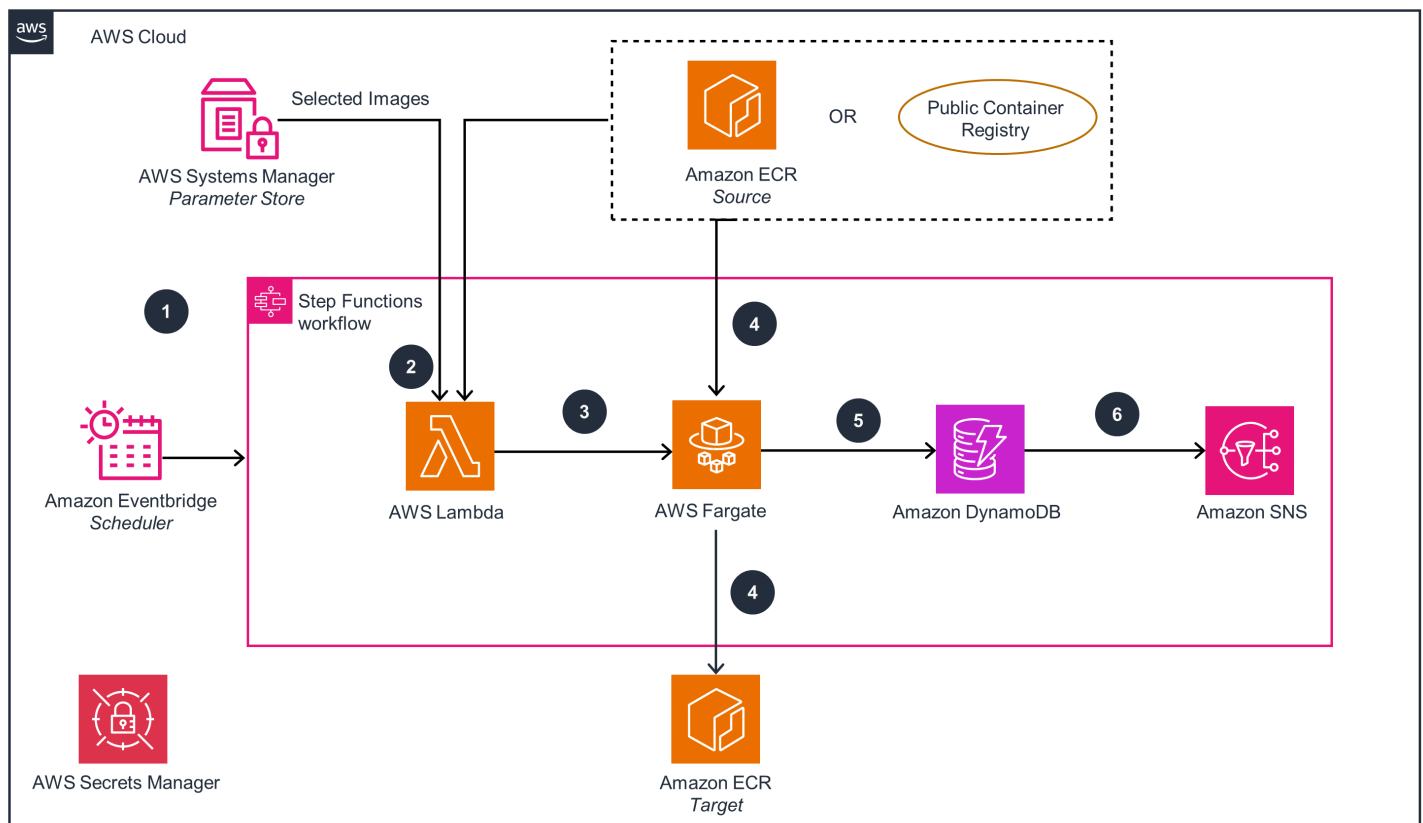 aws
AWS Cloud
Selected Images
AWS Systems Manager
Parameter Store
Amazon ECR
Source
OR
Public Container
Registry
1
Step Functions
workflow
2
3
4
5
6
Amazon Eventbridge
Scheduler
AWS Lambda
AWS Fargate
Amazon DynamoDB
Amazon SNS
4
AWS Secrets Manager
Amazon ECR
Target